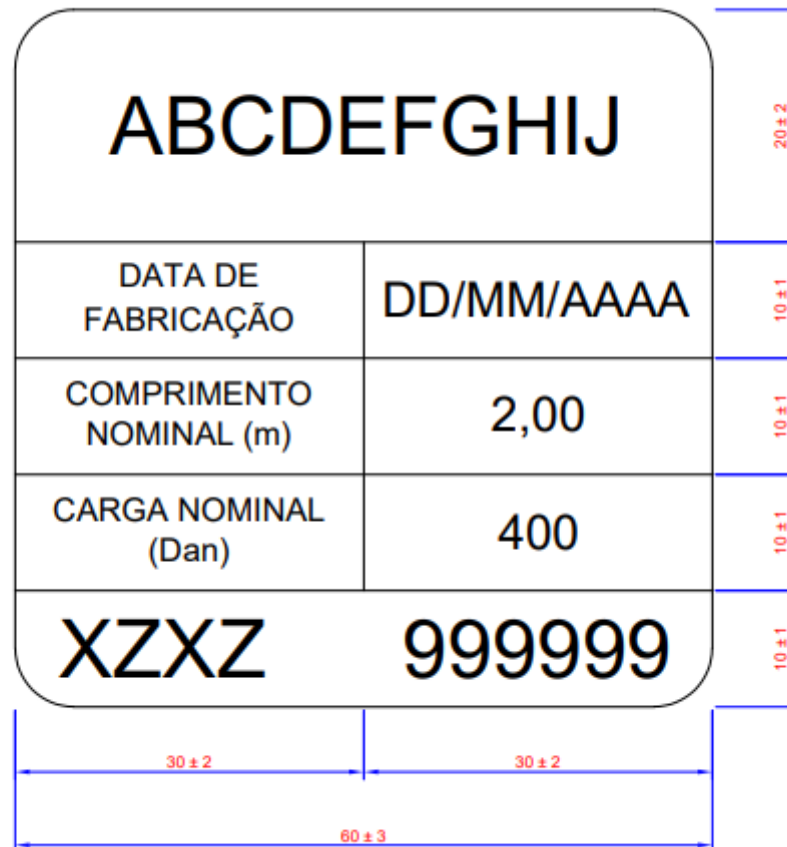 ABCDEFGHIJ
20 ± 2
DATA DE
FABRICAÇÃO
DD/MM/AAAA
10 ± 1
COMPRIMENTO
NOMINAL (m)
2,00
10 ± 1
CARGA NOMINAL
(Dan)
400
10 ± 1
XZXZ 999999
10 ± 1
30 ± 2
30 ± 2
60 ± 3